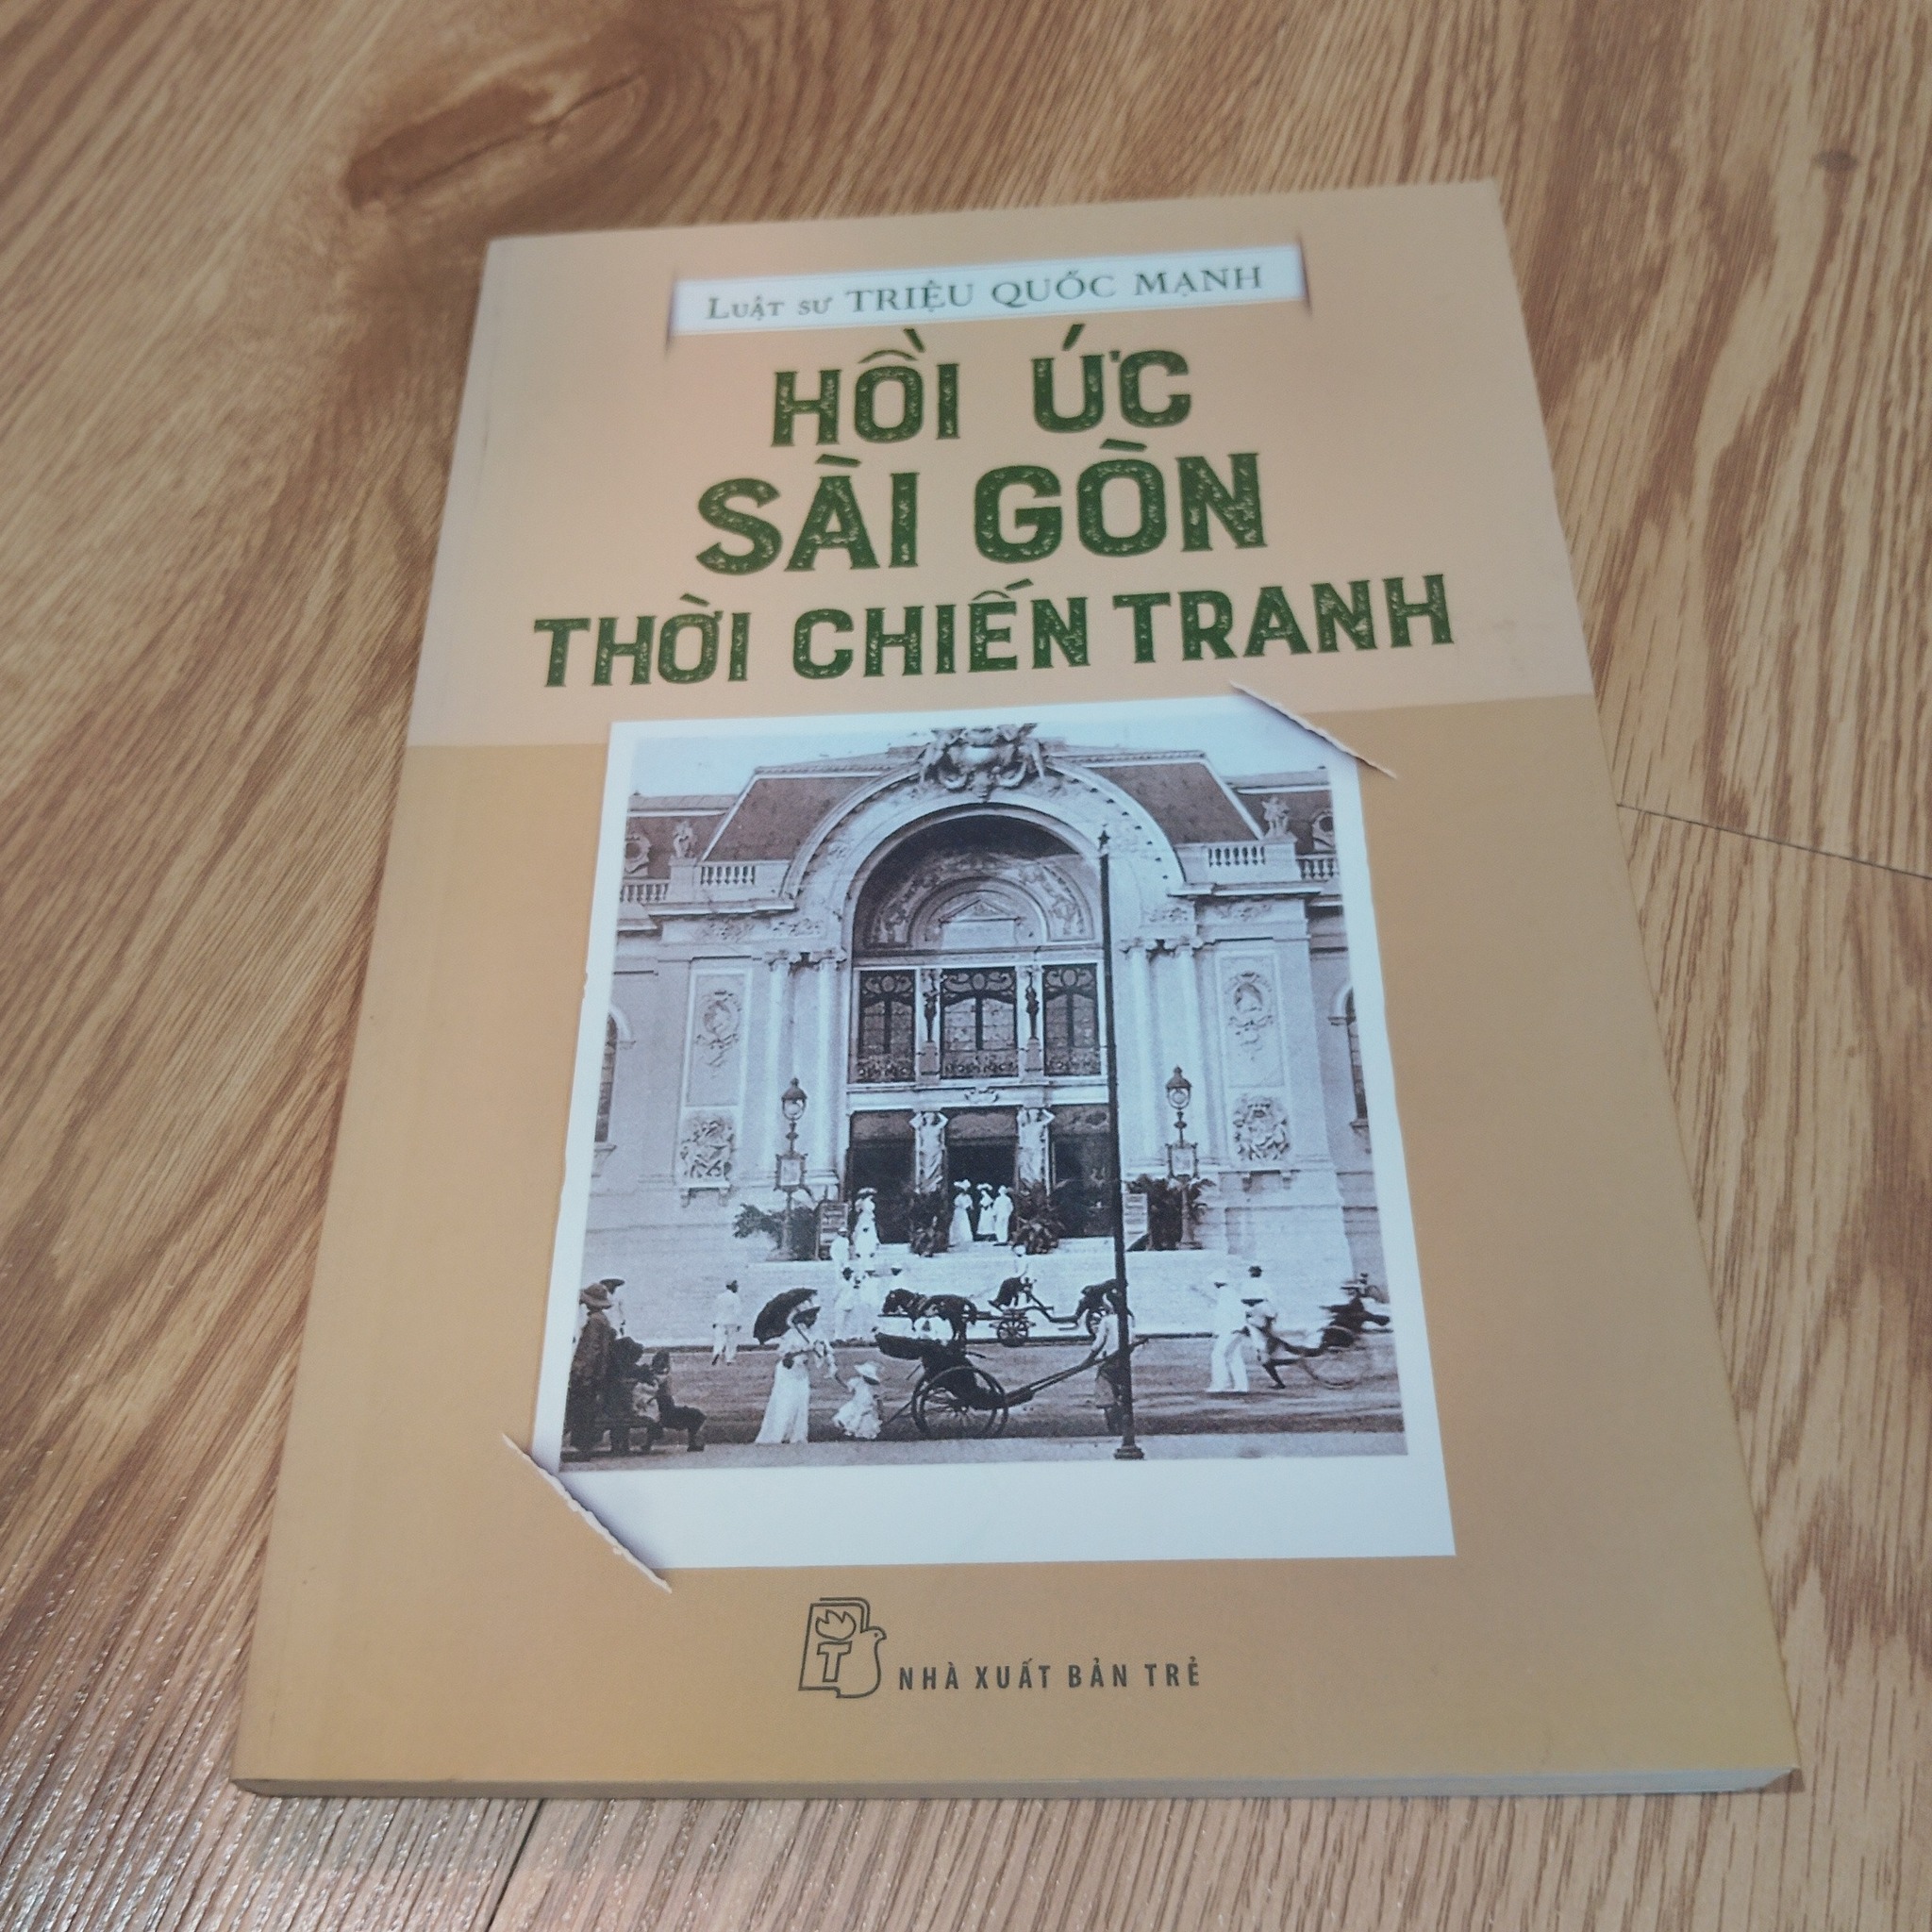 Luật sư TRIỆU QUỐC MẠNH
HỒI ỨC
SÀI GÒN
THỜI CHIẾN TRANH
T
NHÀ XUẤT BẢN TRẺ